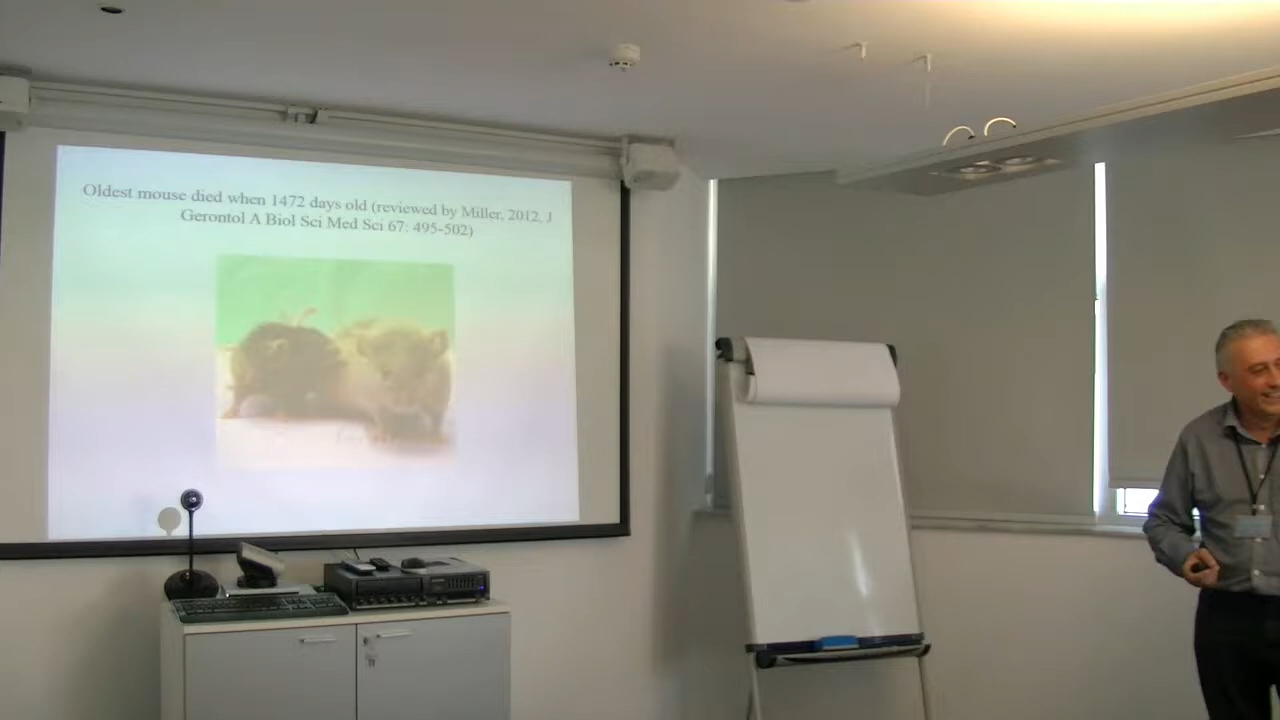 Oldest mouse died when 1472 days old (reviewed by Miller, 2012, J
Gerontol A Biol Sci Med Sci 67: 495-502)